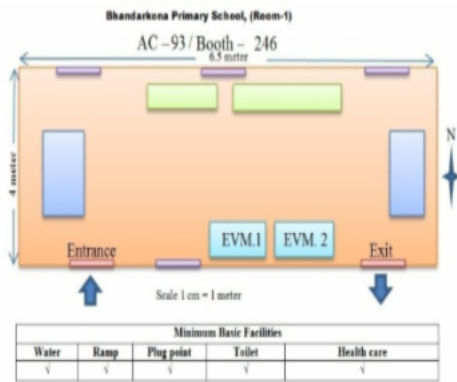 Bhandarkona Primary School, (Room-1)
AC -93/ Booth - 246
6.5 meter
4 meter
N
EVM.1 EVM. 2
Entrance Exit
Scale 1 cm = 1 meter
Minimum Basic Facilities
Water Ramp Plug point Toilet Health care
√ √ √ √ √